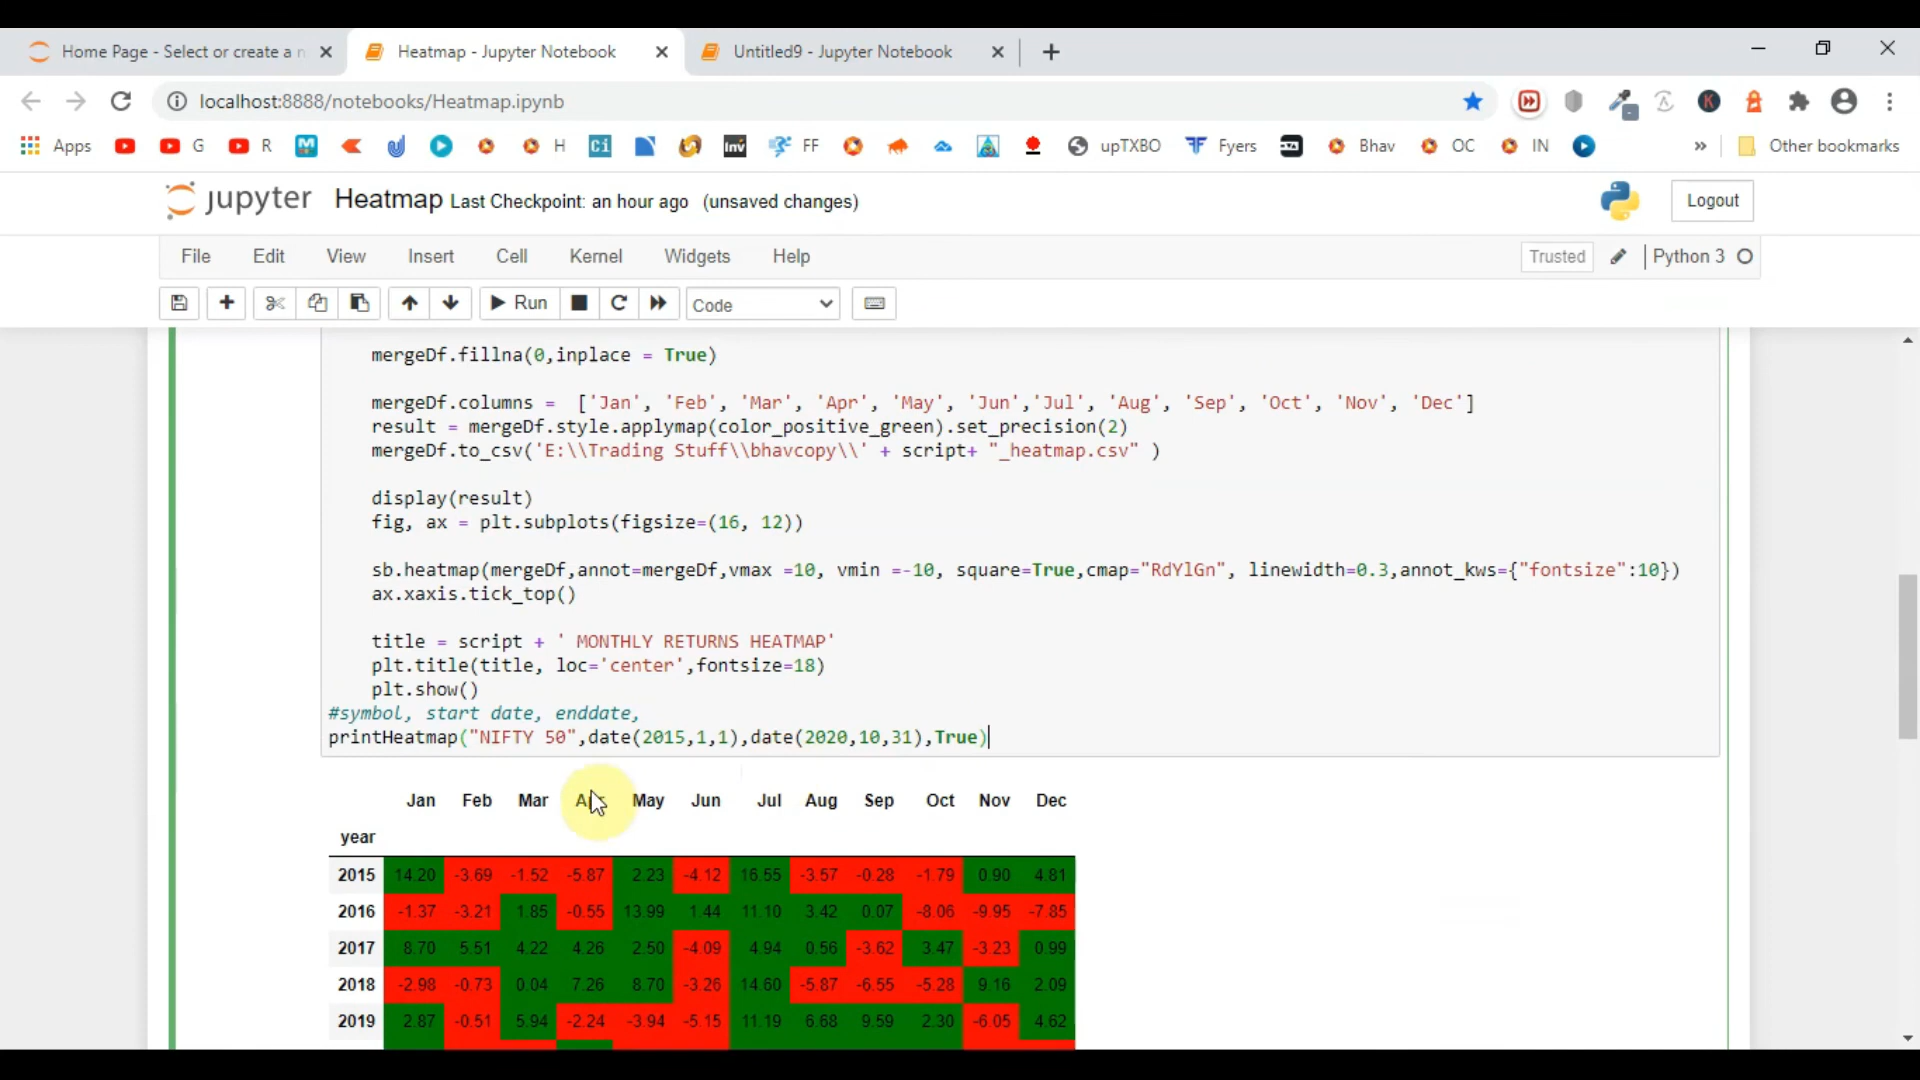 Home Page - Select or create a n
Heatmap - Jupyter Notebook
Untitled9 - Jupyter Notebook
localhost:8888/notebooks/Heatmap.ipynb
Apps G R H Ci Inv FF upTXBO Fyers Bhav OC IN » Other bookmarks
jupyter Heatmap Last Checkpoint: an hour ago (unsaved changes) Logout
File Edit View Insert Cell Kernel Widgets Help Trusted Python 3
Run Code
mergeDf.fillna(0,inplace = True)
mergeDf.columns = ['Jan', 'Feb', 'Mar', 'Apr', 'May', 'Jun','Jul', 'Aug', 'Sep', 'Oct', 'Nov', 'Dec']
result = mergeDf.style.applymap(color_positive_green).set_precision(2)
mergeDf.to_csv('E:\\Trading Stuff\\bhavcopy\\' + script+ "_heatmap.csv" )
display(result)
fig, ax = plt.subplots(figsize=(16, 12))
sb.heatmap(mergeDf,annot=mergeDf,vmax =10, vmin =-10, square=True,cmap="RdYlGn", linewidth=0.3,annot_kws={"fontsize":10})
ax.xaxis.tick_top()
title = script + ' MONTHLY RETURNS HEATMAP'
plt.title(title, loc='center',fontsize=18)
plt.show()
#symbol, start date, enddate,
printHeatmap("NIFTY 50",date(2015,1,1),date(2020,10,31),True)
Jan Feb Mar Apr May Jun Jul Aug Sep Oct Nov Dec
year
2015 14.20 -3.69 -1.52 -5.87 2.23 -4.12 16.55 -3.57 -0.28 -1.79 0.90 4.81
2016 -1.37 -3.21 1.85 -0.55 13.99 1.44 11.10 3.42 0.07 -8.06 -9.95 -7.85
2017 8.70 5.51 4.22 4.26 2.50 -4.09 4.94 0.56 -3.62 3.47 -3.23 0.99
2018 -2.98 -0.73 0.04 7.26 8.70 -3.26 14.60 -5.87 -6.55 -5.28 9.16 2.09
2019 2.87 -0.51 5.94 -2.24 -3.94 -5.15 11.19 6.68 9.59 2.30 -6.05 4.62